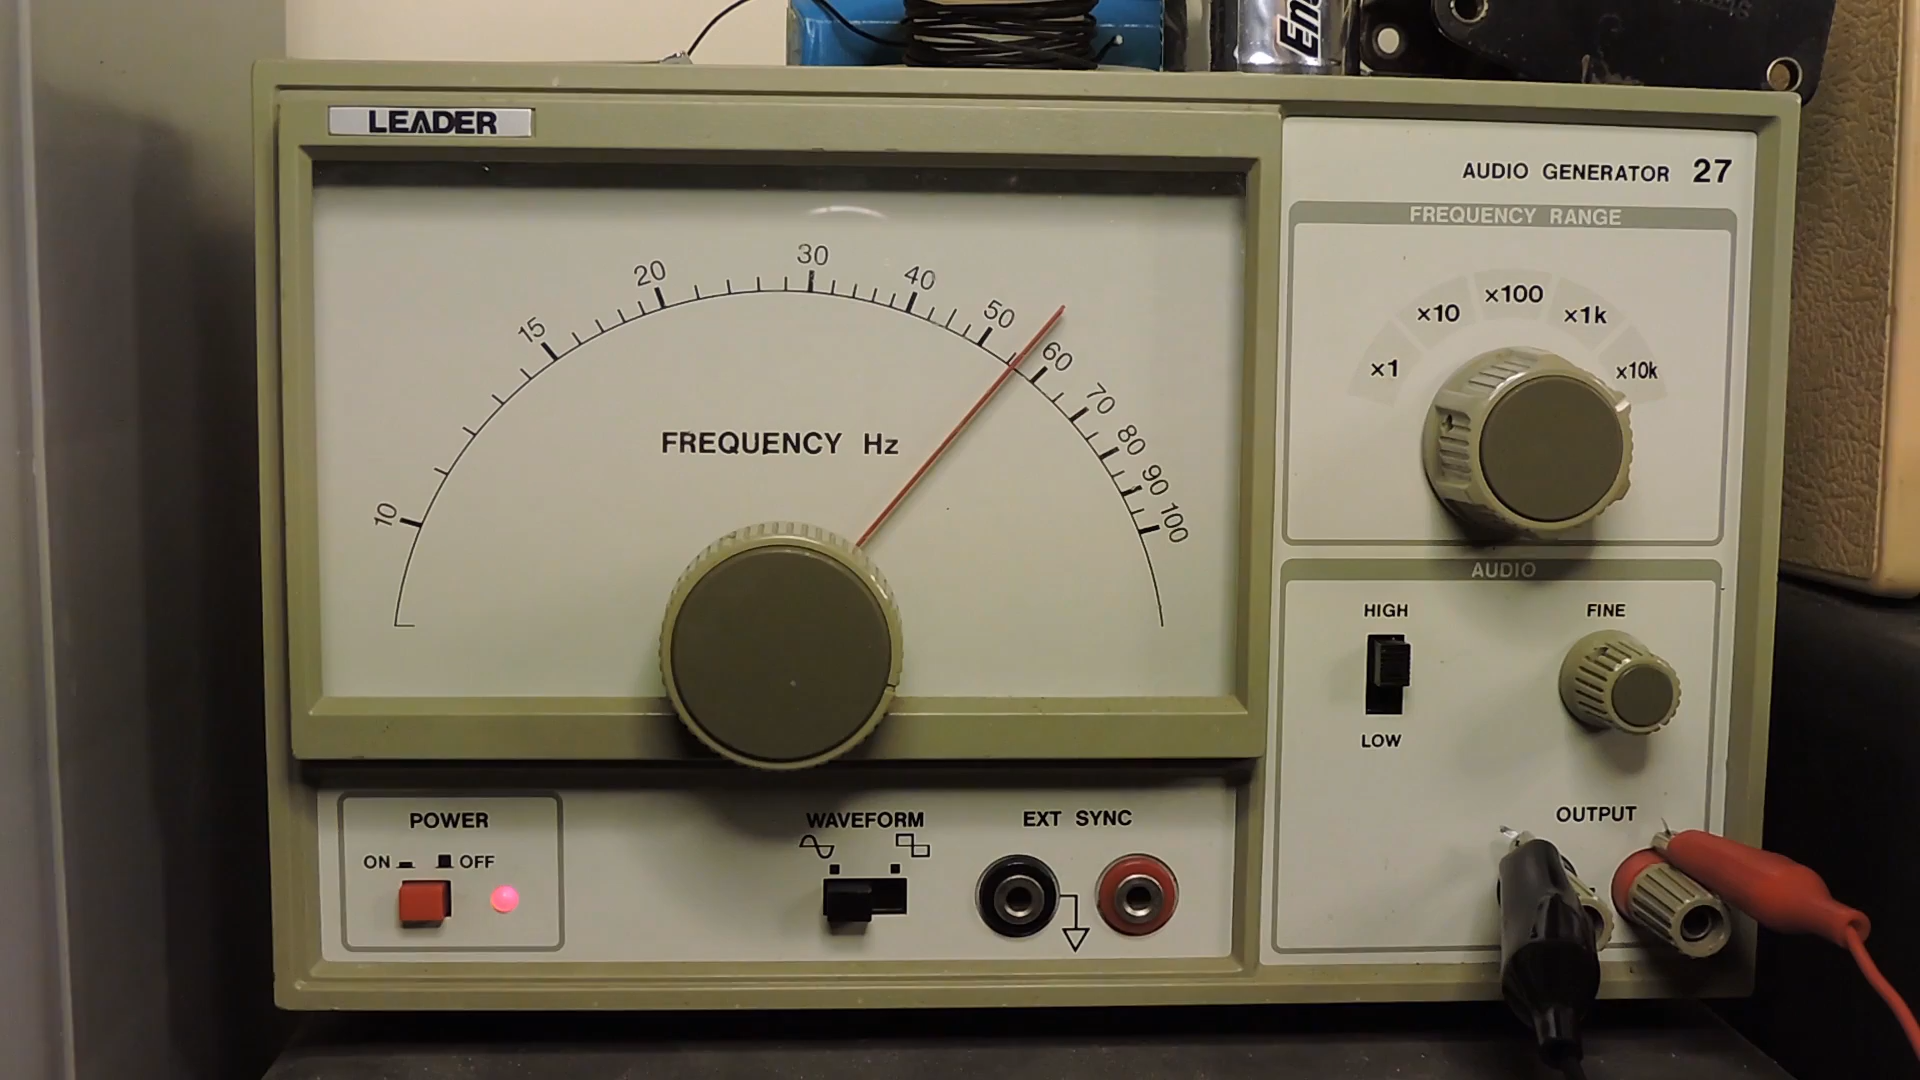 Ene
LEADER
AUDIO GENERATOR 27
FREQUENCY RANGE
×1
×10
×100
×1k
×10k
10
15
20
30
40
50
60
70
80
90
100
FREQUENCY Hz
AUDIO
HIGH
LOW
FINE
OUTPUT
POWER
ON
OFF
WAVEFORM
EXT SYNC